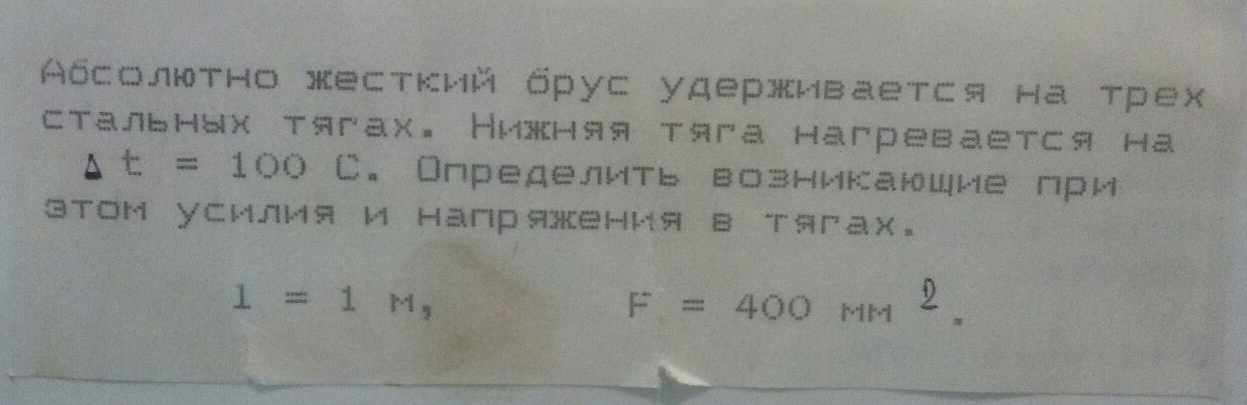 Абсолютно жесткий брус удерживается на трех
стальных тягах. Нижняя тяга нагревается на
Δ t = 100 С. Определить возникающие при
этом усилия и напряжения в тягах.
l = 1 м, F = 400 мм ².